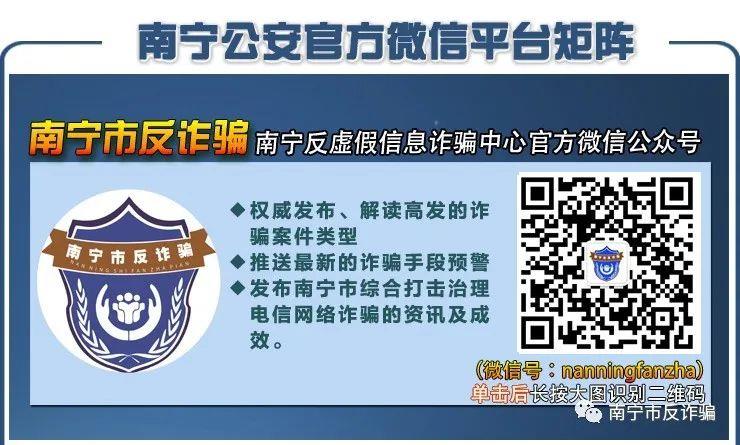 南宁公安官方微信平台矩阵
南宁市反诈骗 南宁反虚假信息诈骗中心官方微信公众号
南宁市反诈骗
NAN NING SHI FAN ZHA PIAN
◆权威发布、解读高发的诈
骗案件类型
◆推送最新的诈骗手段预警
◆发布南宁市综合打击治理
电信网络诈骗的资讯及成
效。
（微信号：nanningfanzha）
单击后长按大图识别二维码
南宁市反诈骗